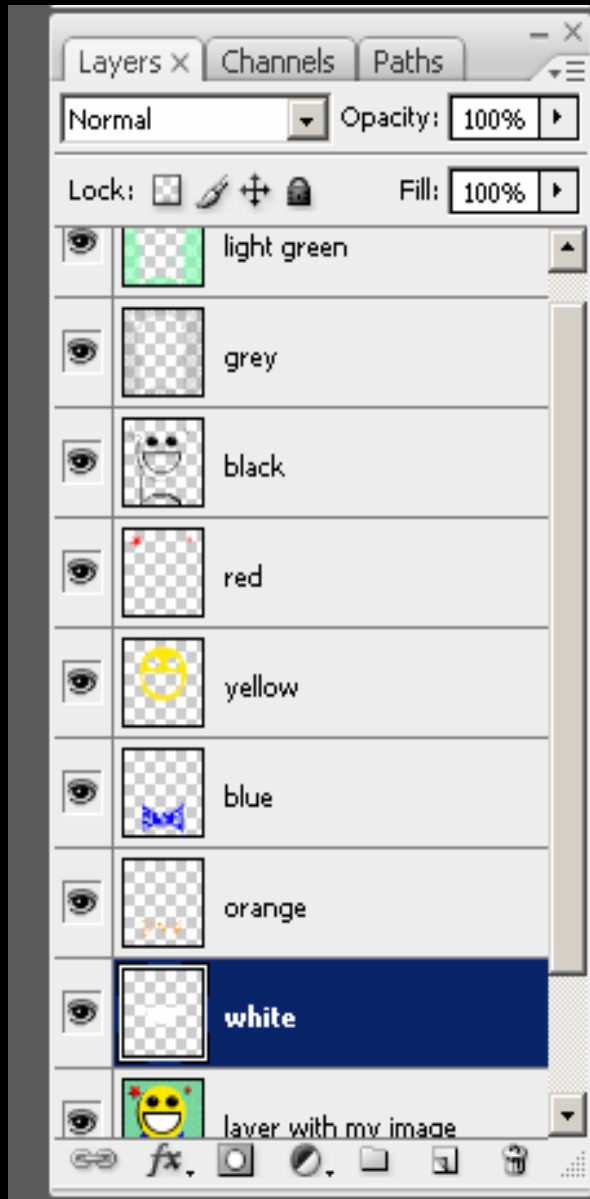 Layers × Channels Paths
Normal Opacity: 100%
Lock: Fill: 100%
light green
grey
black
red
yellow
blue
orange
white
layer with my image
fx.